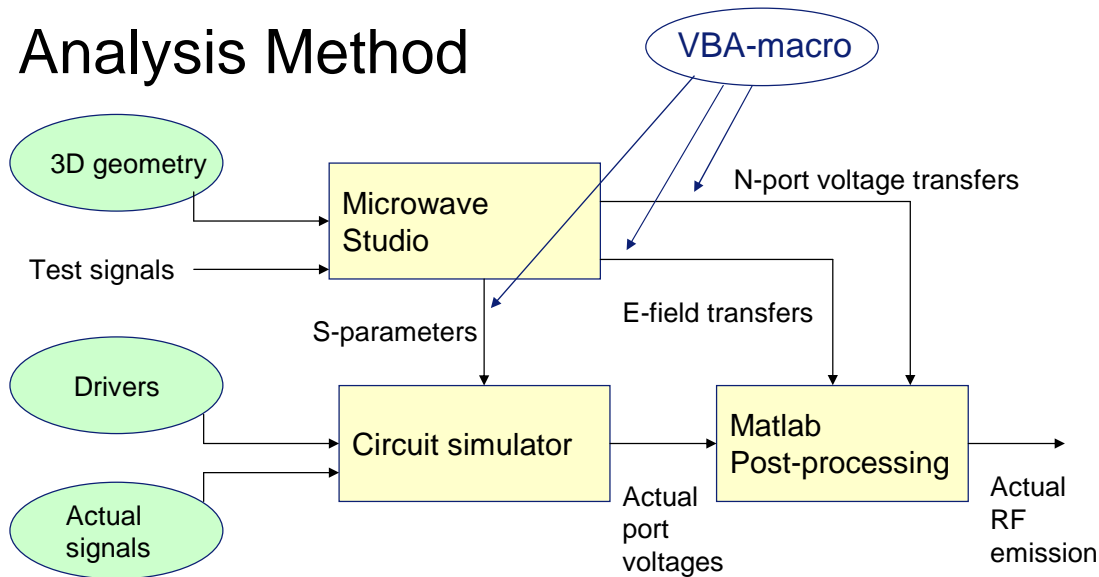 Analysis Method
VBA-macro
3D geometry
N-port voltage transfers
Microwave
Studio
Test signals
E-field transfers
S-parameters
Drivers
Circuit simulator
Matlab
Post-processing
Actual
signals
Actual
port
voltages
Actual
RF
emission